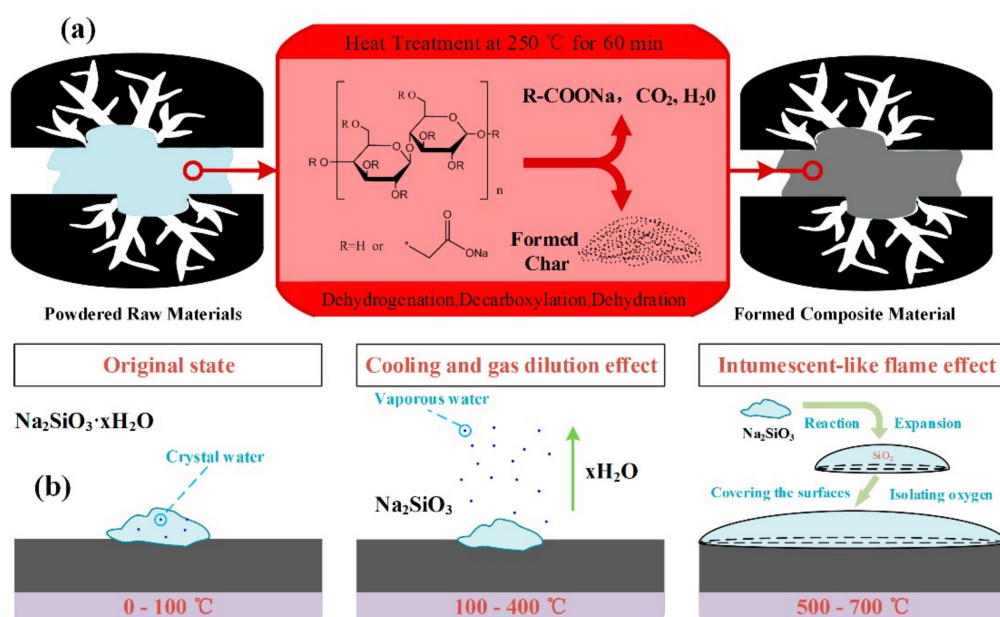 (a)
Heat Treatment at 250 ℃ for 60 min
RO
RO
OR
O
O
R
O
O
O
R
OR
RO
OR
OR
n
R-COONa, CO₂, H₂0
R=H or
*
O
ONa
Formed
Char
Dehydrogenation,Decarboxylation,Dehydration
Powdered Raw Materials
Formed Composite Material
Original state
Cooling and gas dilution effect
Intumescent-like flame effect
(b)
Na₂SiO₃·xH₂O
Crystal water
0 - 100 ℃
Vaporous water
xH₂O
Na₂SiO₃
100 - 400 ℃
Na₂SiO₃
Reaction
Expansion
SiO₂
Covering the surfaces
Isolating oxygen
500 - 700 ℃